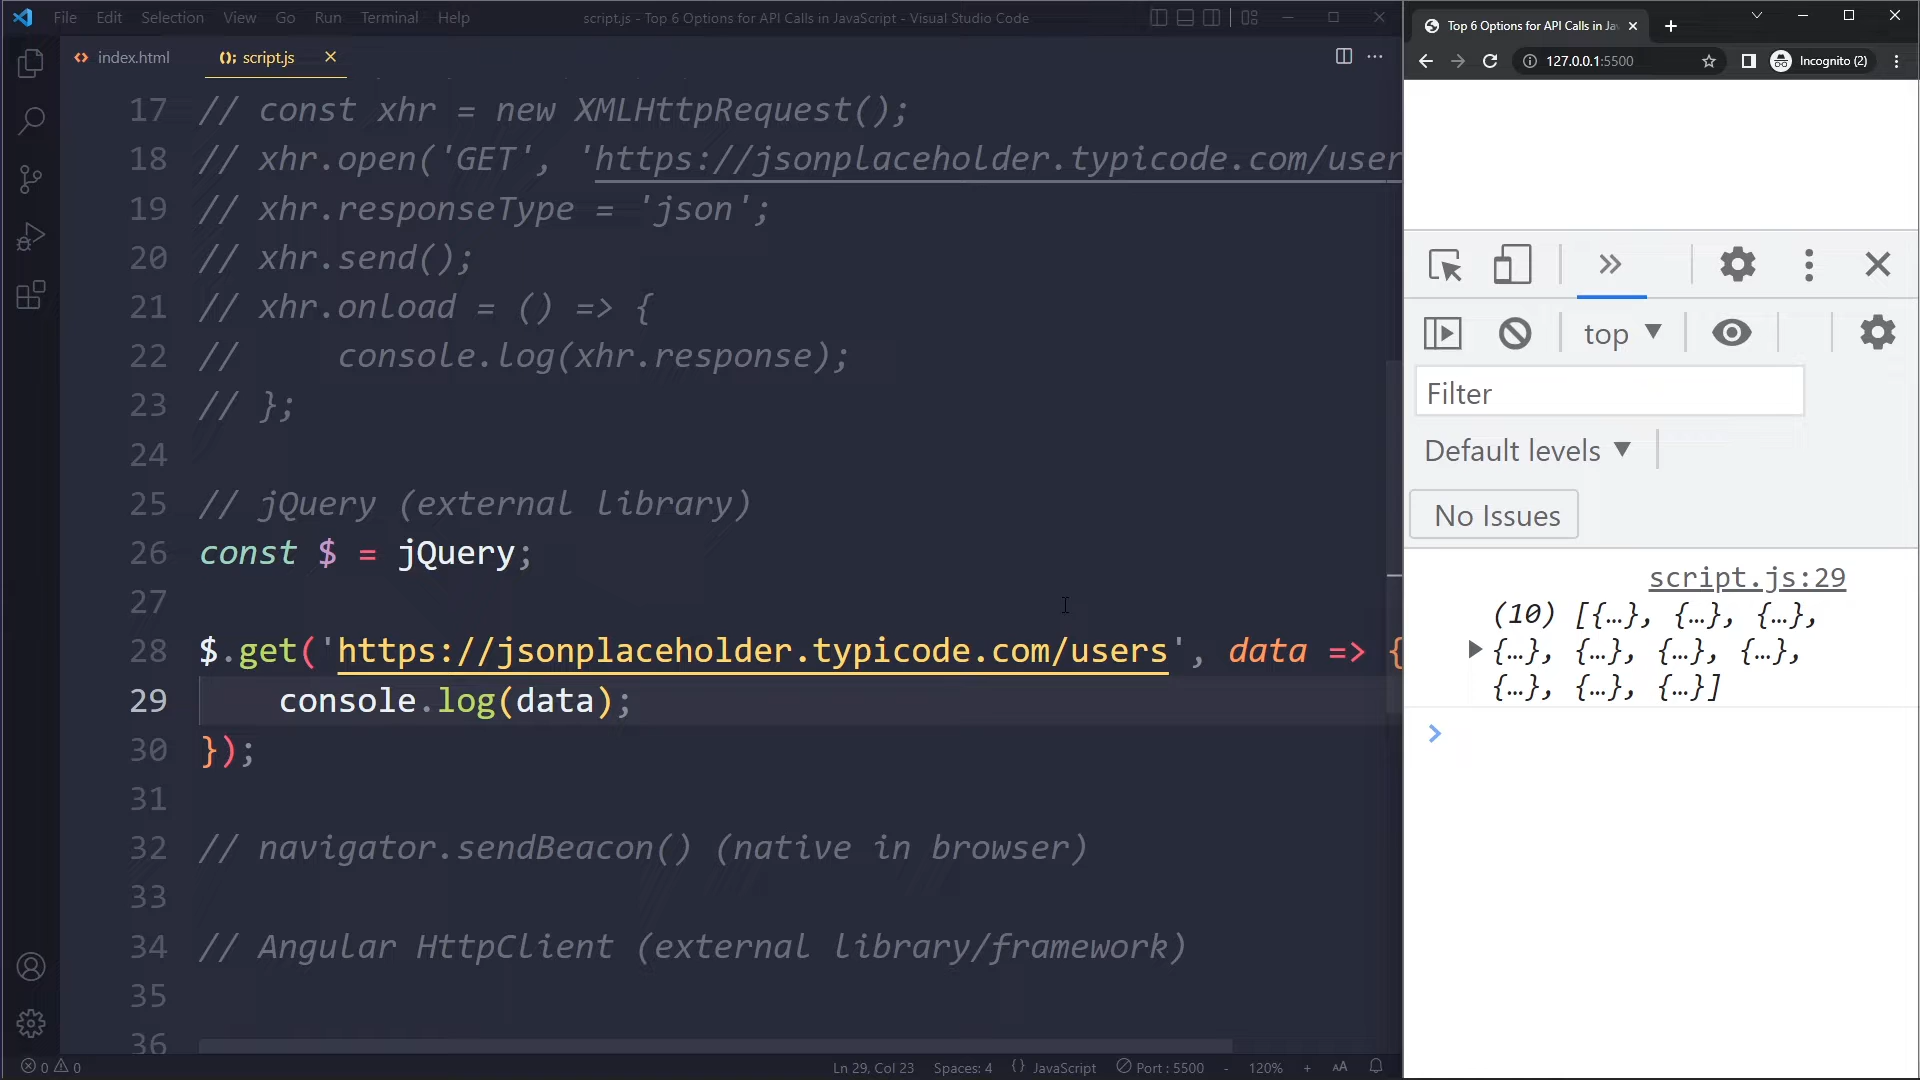 File Edit Selection View Go Run Terminal Help
script.js - Top 6 Options for API Calls in JavaScript - Visual Studio Code
index.html
script.js
17 // const xhr = new XMLHttpRequest();
18 // xhr.open('GET', 'https://jsonplaceholder.typicode.com/user
19 // xhr.responseType = 'json';
20 // xhr.send();
21 // xhr.onload = () => {
22 //     console.log(xhr.response);
23 // };
24
25 // jQuery (external library)
26 const $ = jQuery;
27
28 $.get('https://jsonplaceholder.typicode.com/users', data => {
29     console.log(data);
30 });
31
32 // navigator.sendBeacon() (native in browser)
33
34 // Angular HttpClient (external library/framework)
35
36
0 0
Ln 29, Col 23 Spaces: 4 {} JavaScript Port : 5500 - 120% +
Top 6 Options for API Calls in Ja
127.0.0.1:5500
Incognito (2)
top
Filter
Default levels
No Issues
script.js:29
(10) [{…}, {…}, {…},
{…}, {…}, {…}, {…},
{…}, {…}, {…}]